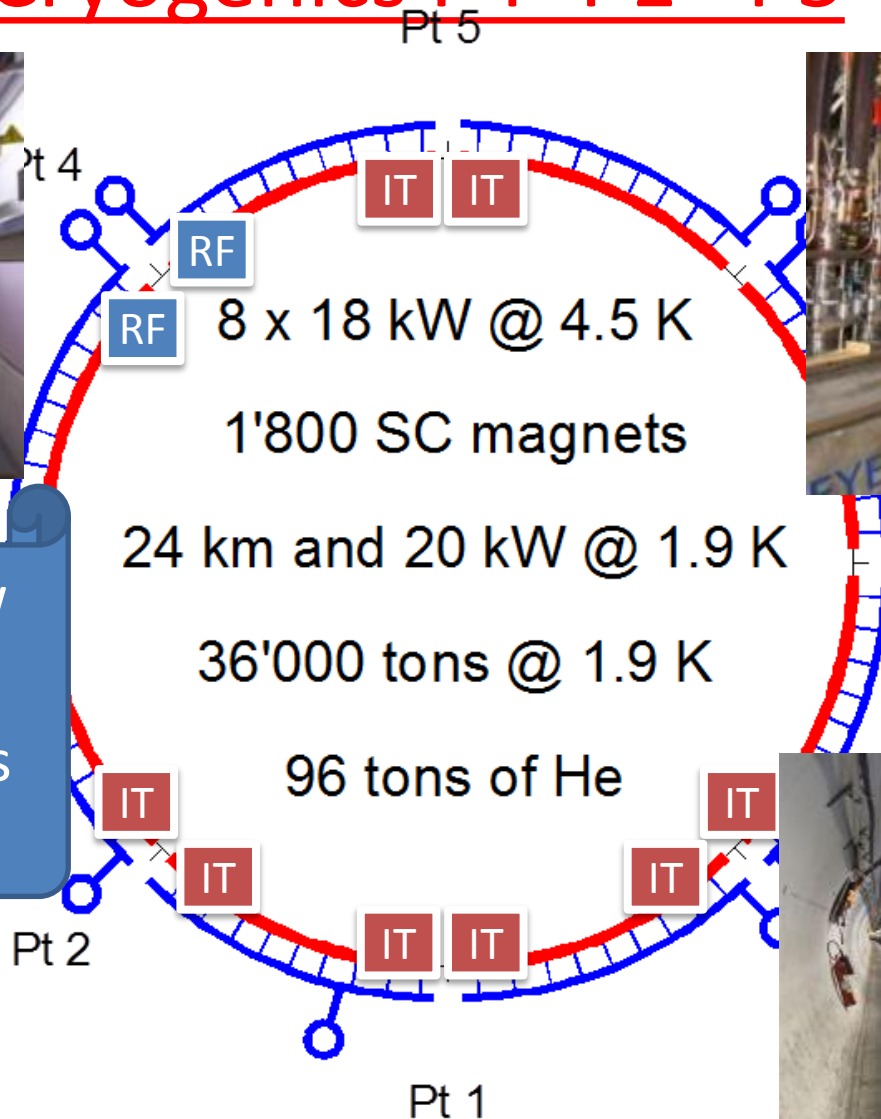 Pt 5
Pt 4
IT IT
RF
RF
8 x 18 kW @ 4.5 K
1'800 SC magnets
24 km and 20 kW @ 1.9 K
36'000 tons @ 1.9 K
96 tons of He
IT
IT
IT
IT
IT IT
Pt 2
Pt 1